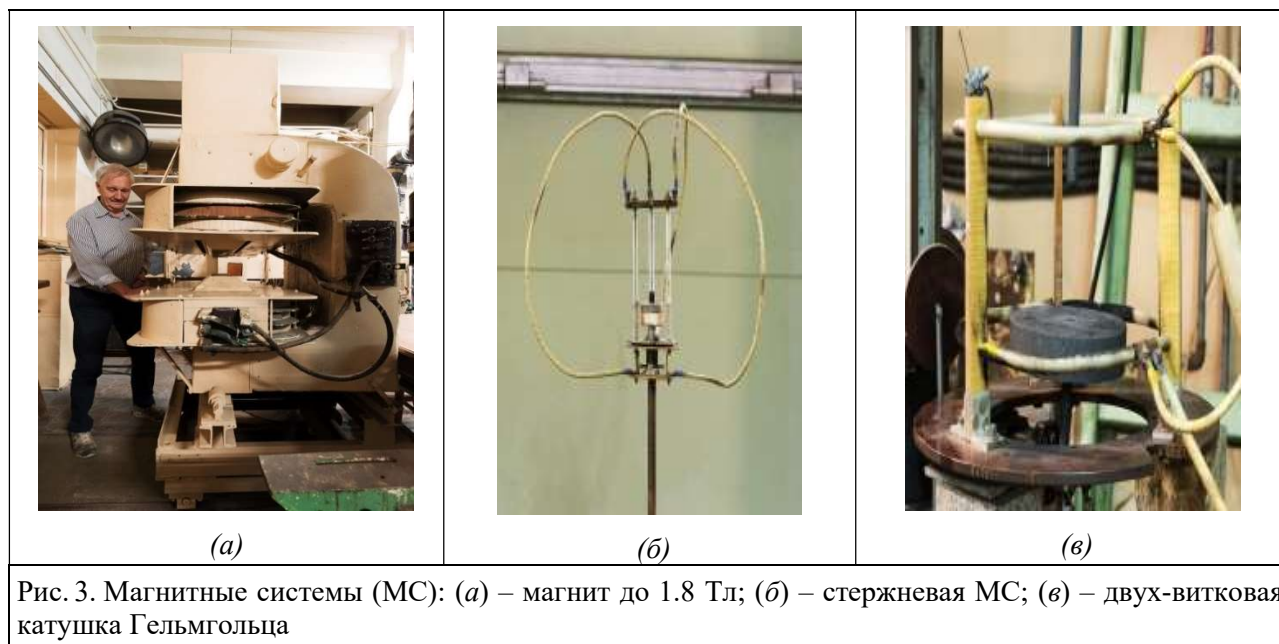 (а)
(б)
(в)
Рис. 3. Магнитные системы (МС): (а) – магнит до 1.8 Тл; (б) – стержневая МС; (в) – двух-витковая
катушка Гельмгольца